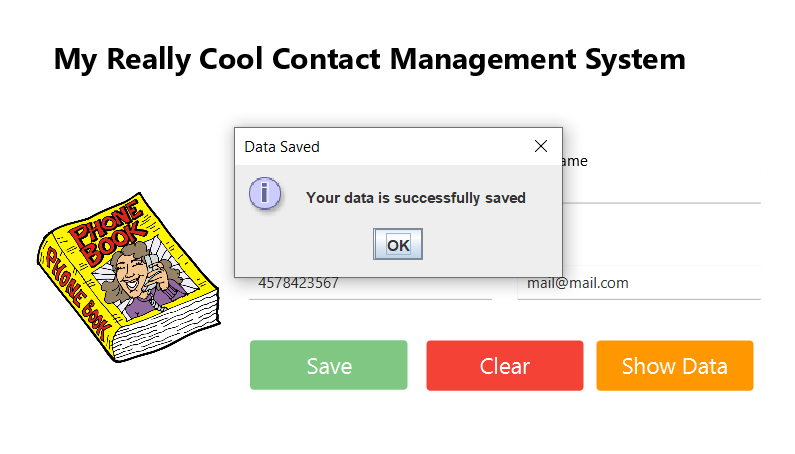 My Really Cool Contact Management System
Data Saved
ame
Your data is successfully saved
OK
PHONE
BOOK
PHONE BOOK
4578423567
mail@mail.com
Save
Clear
Show Data